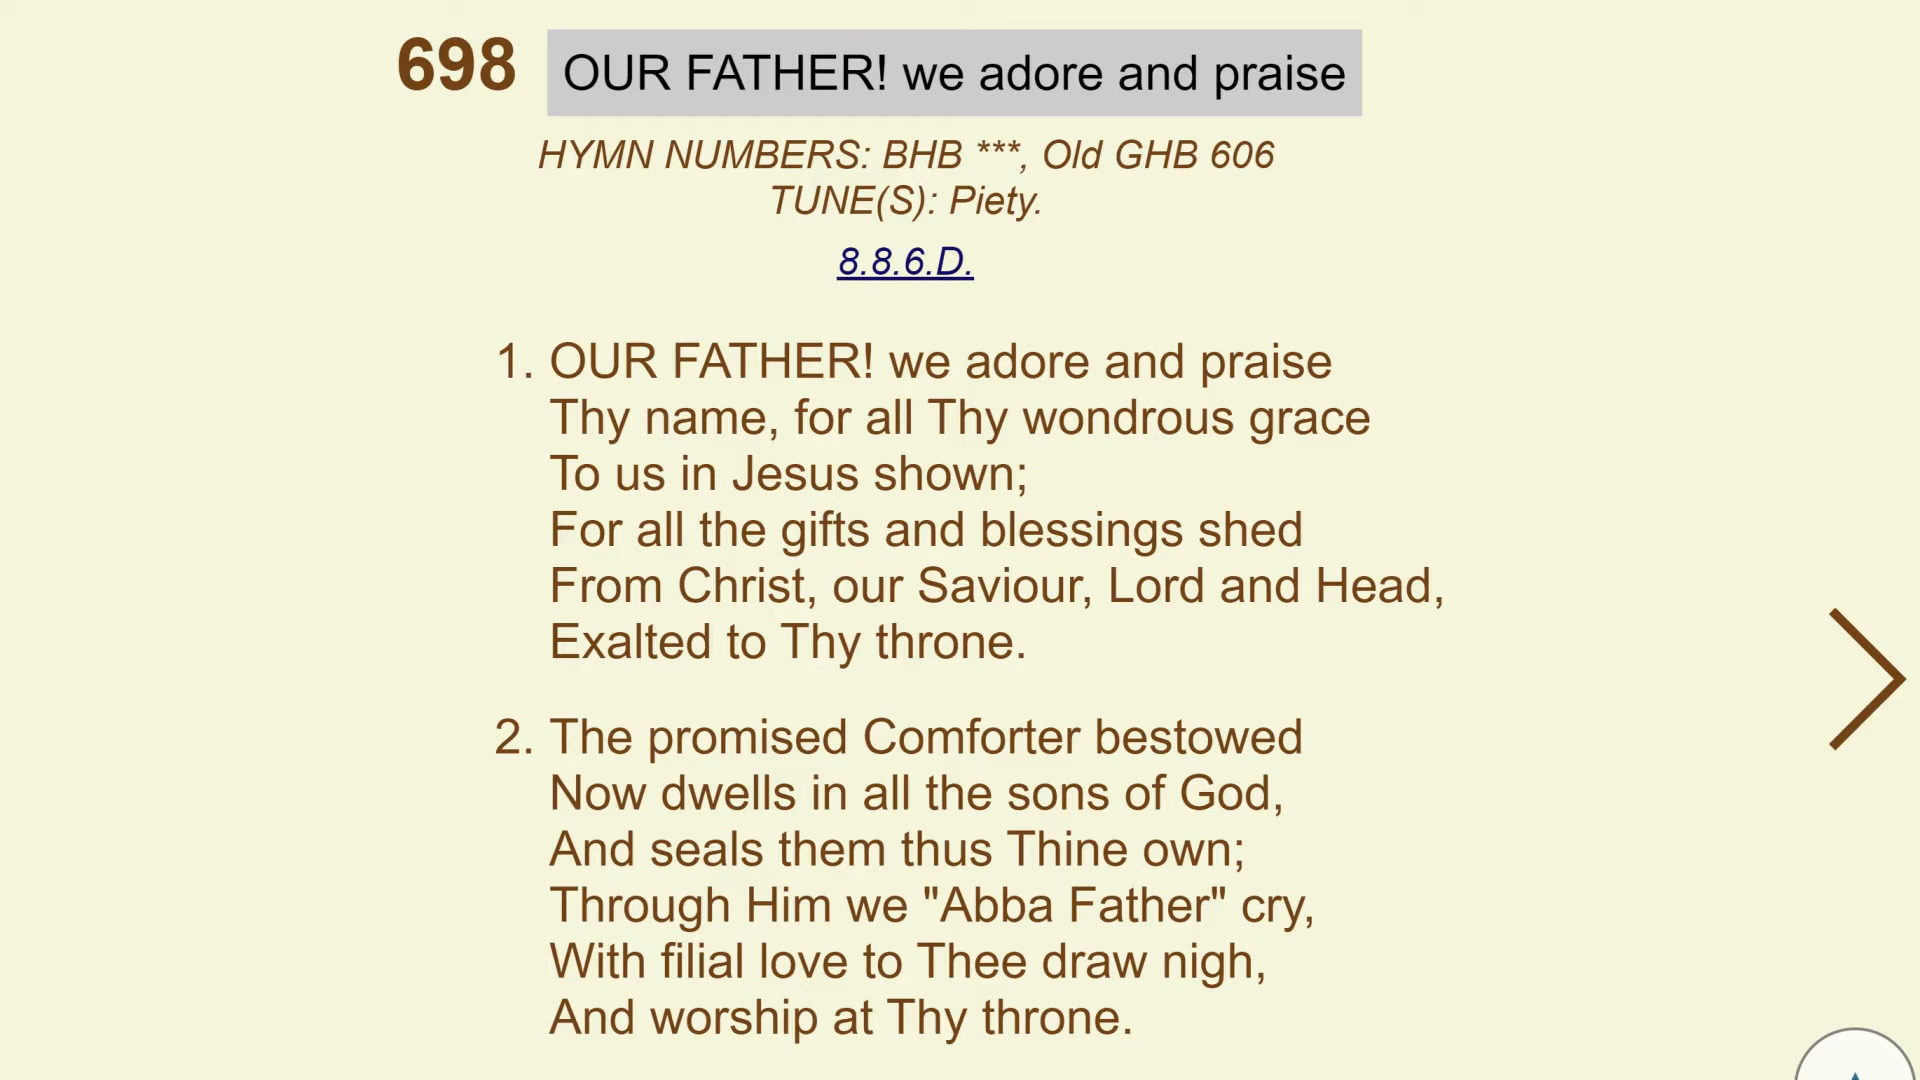 698 OUR FATHER! we adore and praise
HYMN NUMBERS: BHB ***, Old GHB 606
TUNE(S): Piety.
8.8.6.D.
1. OUR FATHER! we adore and praise
Thy name, for all Thy wondrous grace
To us in Jesus shown;
For all the gifts and blessings shed
From Christ, our Saviour, Lord and Head,
Exalted to Thy throne.
2. The promised Comforter bestowed
Now dwells in all the sons of God,
And seals them thus Thine own;
Through Him we "Abba Father" cry,
With filial love to Thee draw nigh,
And worship at Thy throne.